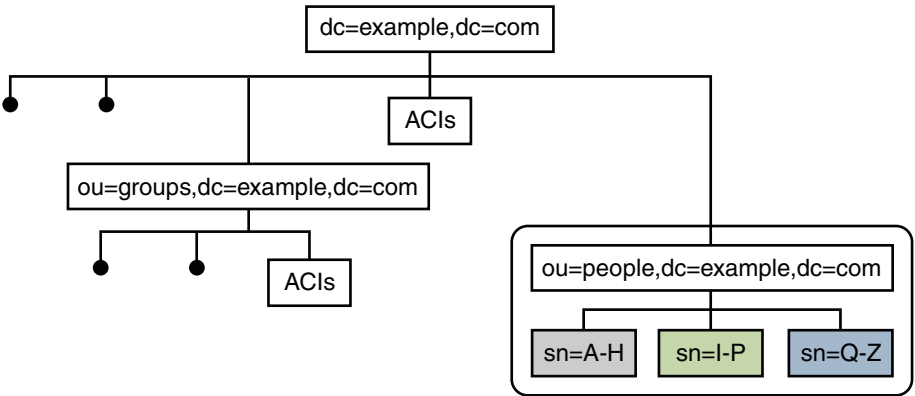 dc=example,dc=com
ACIs
ou=groups,dc=example,dc=com
ACIs
ou=people,dc=example,dc=com
sn=A-H
sn=I-P
sn=Q-Z